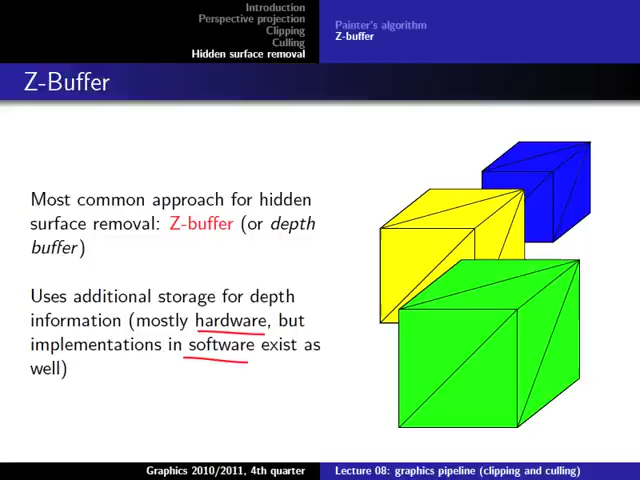 Introduction
Perspective projection
Clipping
Culling
Hidden surface removal
Painter's algorithm
Z-buffer
Z-Buffer
Most common approach for hidden
surface removal: Z-buffer (or depth
buffer)
Uses additional storage for depth
information (mostly hardware, but
implementations in software exist as
well)
Graphics 2010/2011, 4th quarter
Lecture 08: graphics pipeline (clipping and culling)